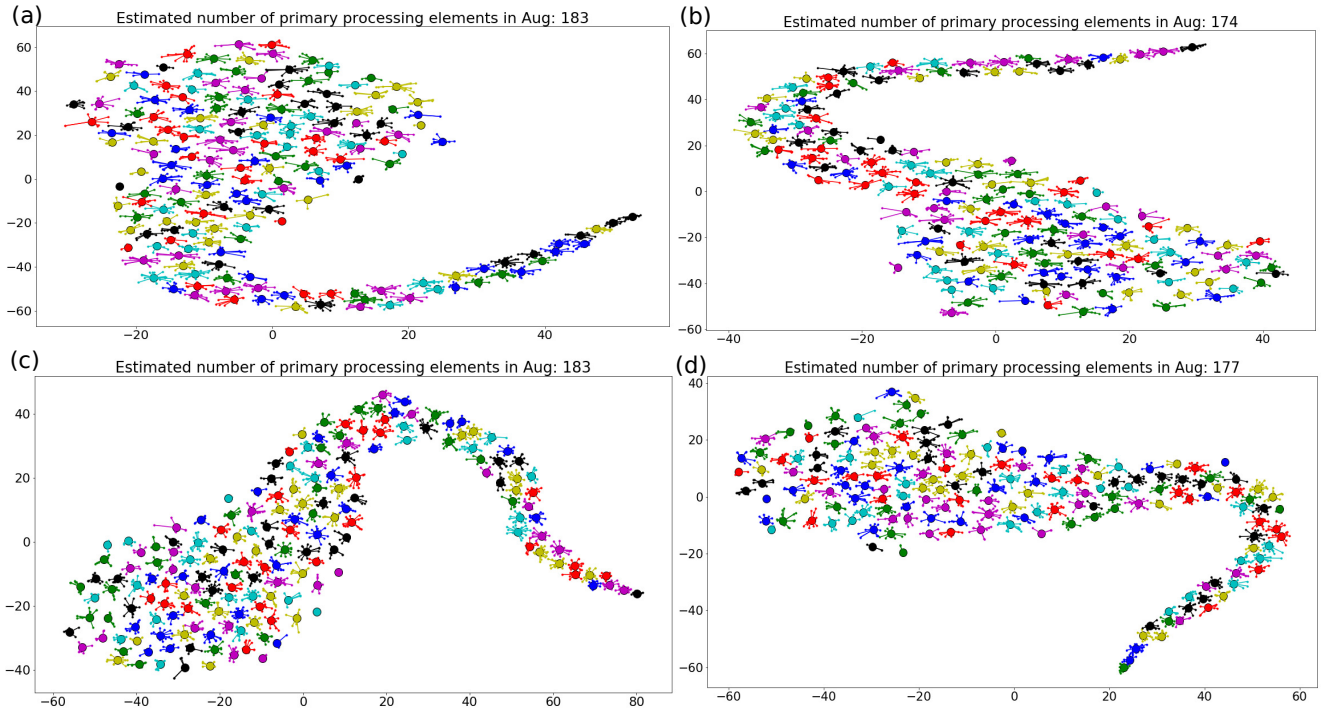 (a)
Estimated number of primary processing elements in Aug: 183
60
40
20
0
−20
−40
−60
−20 0 20 40
(b)
Estimated number of primary processing elements in Aug: 174
60
40
20
0
−20
−40
−60
−40 −20 0 20 40
(c)
Estimated number of primary processing elements in Aug: 183
40
20
0
−20
−40
−60 −40 −20 0 20 40 60 80
(d)
Estimated number of primary processing elements in Aug: 177
40
20
0
−20
−40
−60
−60 −40 −20 0 20 40 60